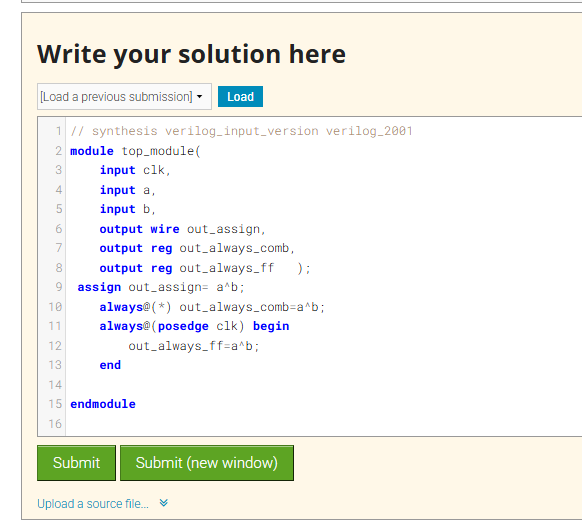 Write your solution here
[Load a previous submission] Load
1 // synthesis verilog_input_version verilog_2001
2 module top_module(
3     input clk,
4     input a,
5     input b,
6     output wire out_assign,
7     output reg out_always_comb,
8     output reg out_always_ff   );
9  assign out_assign= a^b;
10     always@(*) out_always_comb=a^b;
11     always@(posedge clk) begin
12         out_always_ff=a^b;
13     end
14
15 endmodule
16
Submit Submit (new window)
Upload a source file...